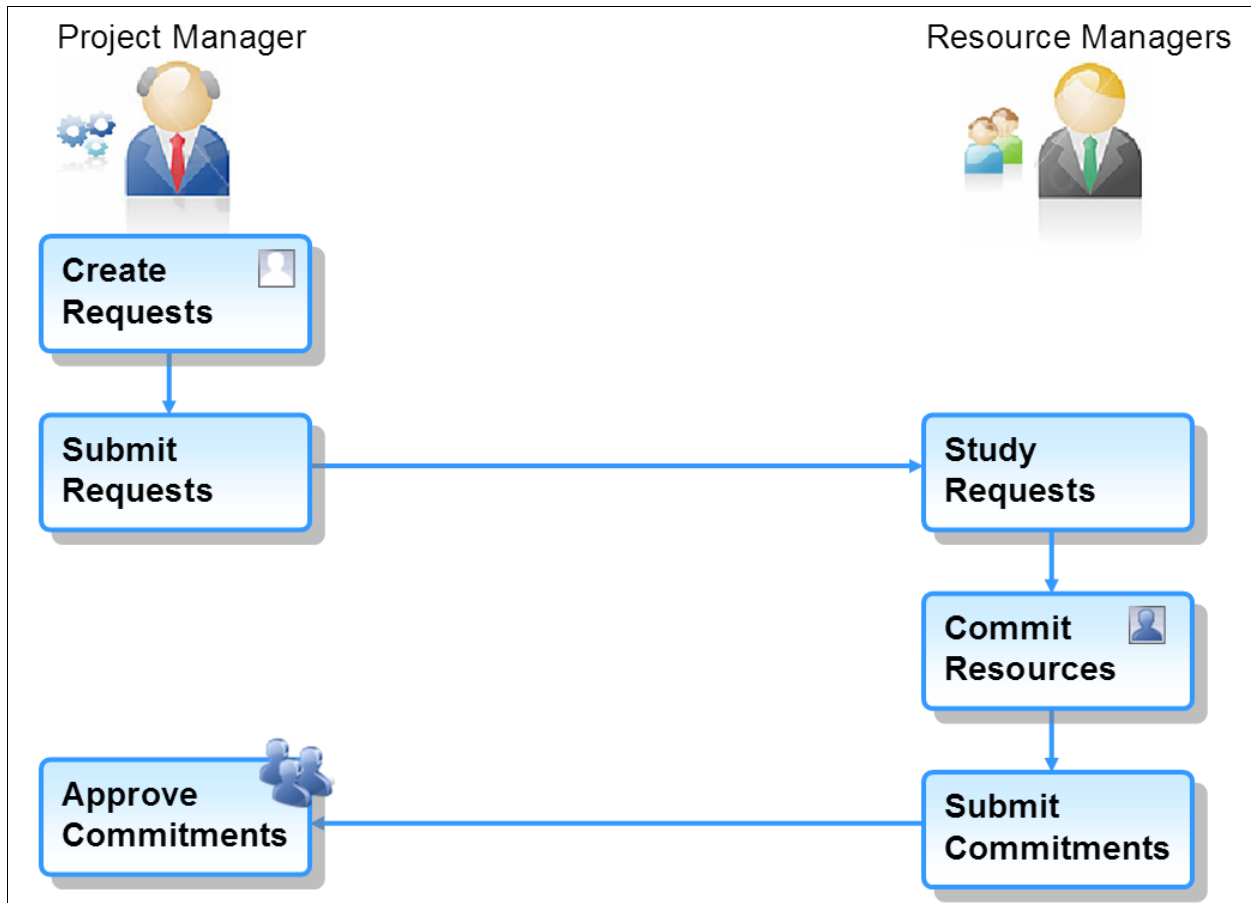 Project Manager
Resource Managers
Create
Requests
Submit
Requests
Study
Requests
Commit
Resources
Approve
Commitments
Submit
Commitments